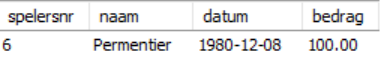 spelersnr naam datum bedrag
6 Permentier 1980-12-08 100.00